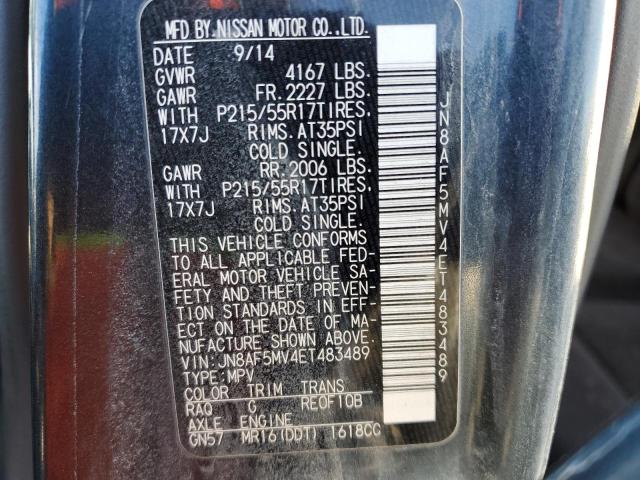 MFD BY.NISSAN MOTOR CO.,LTD.
DATE 9/14
GVWR 4167 LBS.
GAWR FR.2227 LBS.
WITH P215/55R17TIRES,
17X7J RIMS.AT35PSI
COLD SINGLE.
GAWR RR.2006 LBS.
WITH P215/55R17TIRES,
17X7J RIMS.AT35PSI
COLD SINGLE.
THIS VEHICLE CONFORMS
TO ALL APPLICABLE FED-
ERAL MOTOR VEHICLE SA-
FETY AND THEFT PREVEN-
TION STANDARDS IN EFF-
ECT ON THE DATE OF MA-
NUFACTURE SHOWN ABOVE.
VIN:JN8AF5MV4ET483489
TYPE:MPV
COLOR TRIM TRANS
RAQ G RE0F10B
AXLE ENGINE
GN57 MR16(DDT) 1618CC
JN8AF5MV4ET483489